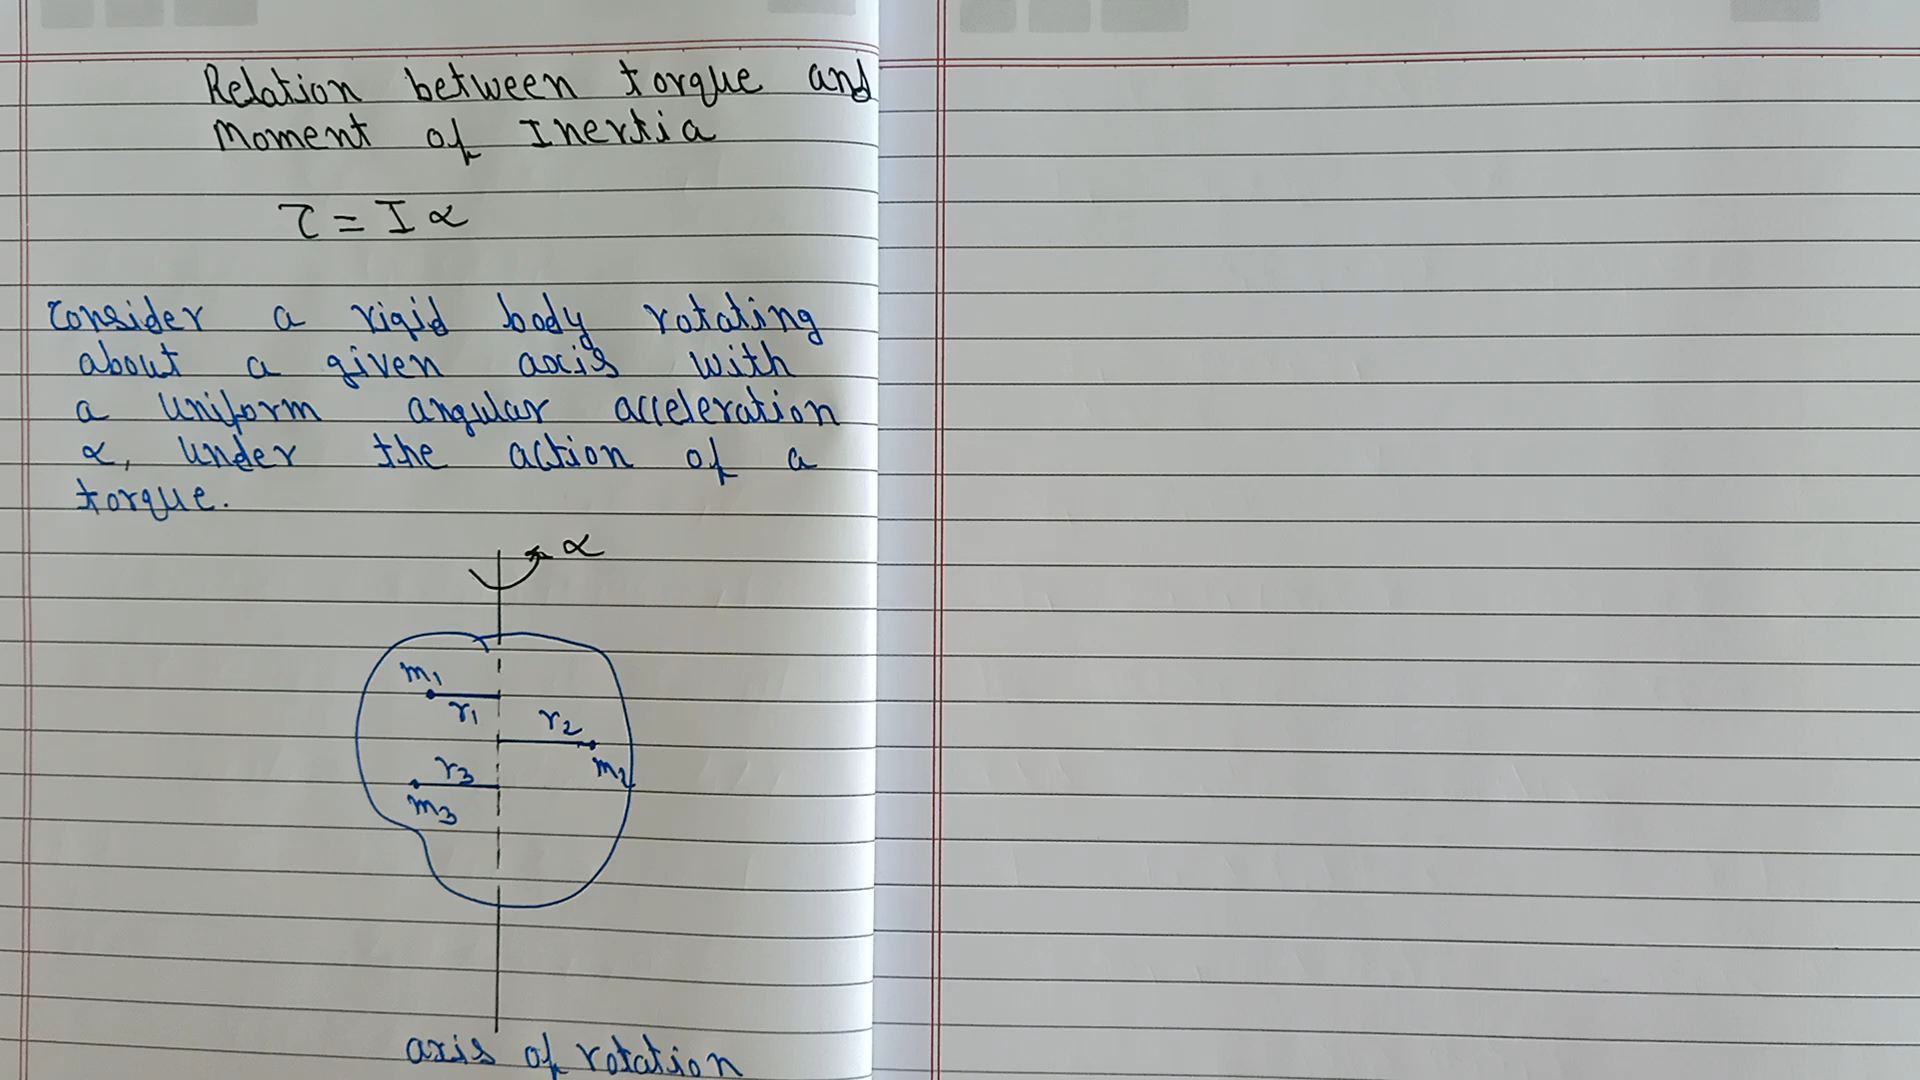 Relation between torque and
Moment of Inertia
τ = I α
Consider a rigid body rotating
about a given axis with
a uniform angular acceleration
α, under the action of a
torque.
α
m₁
r₁
r₂
m₂
r₃
m₃
axis of rotation